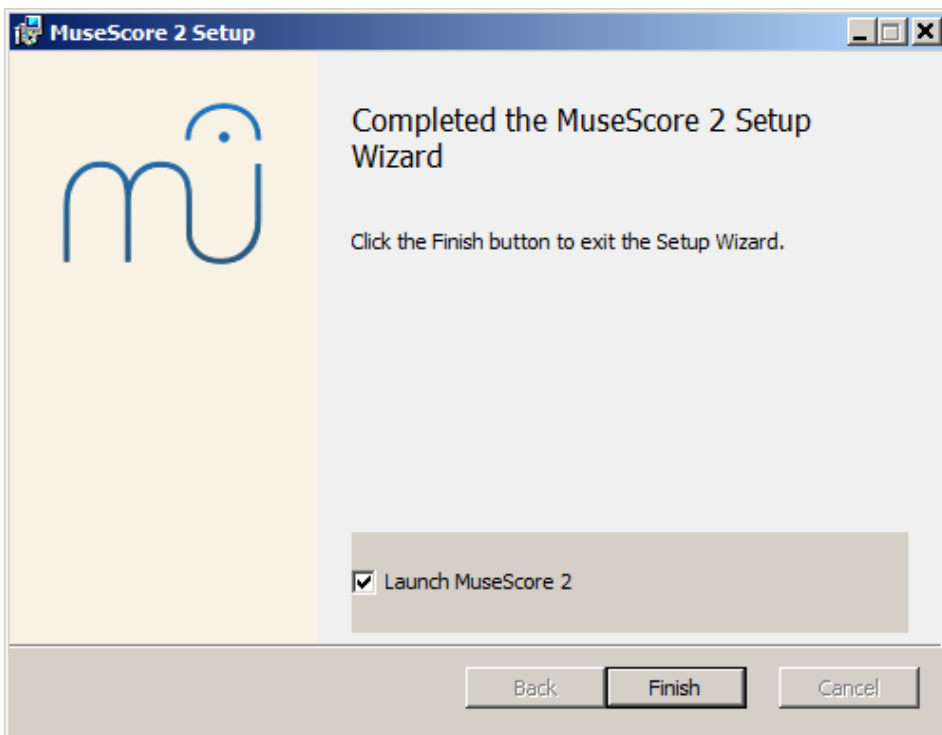 MuseScore 2 Setup
mu
Completed the MuseScore 2 Setup
Wizard
Click the Finish button to exit the Setup Wizard.
Launch MuseScore 2
Back Finish Cancel